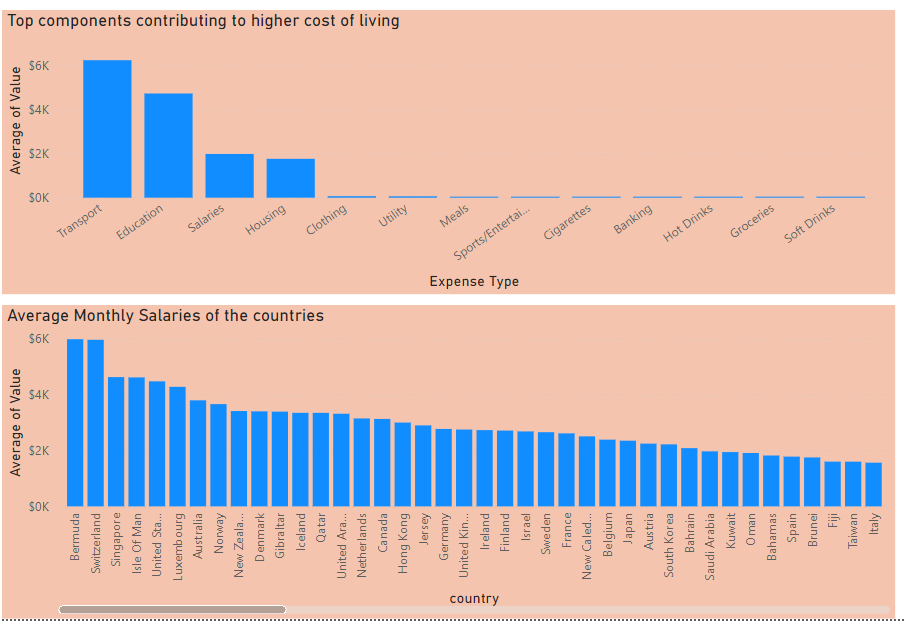 Top components contributing to higher cost of living
Average of Value
$6K
$4K
$2K
$0K
Transport
Education
Salaries
Housing
Clothing
Utility
Meals
Sports/Entertai...
Cigarettes
Banking
Hot Drinks
Groceries
Soft Drinks
Expense Type
Average Monthly Salaries of the countries
Average of Value
$6K
$4K
$2K
$0K
Bermuda
Switzerland
Singapore
Isle Of Man
United Sta...
Luxembourg
Australia
Norway
New Zeala...
Denmark
Gibraltar
Iceland
Qatar
United Ara...
Netherlands
Canada
Hong Kong
Jersey
Germany
United Kin...
Ireland
Finland
Israel
Sweden
France
New Caled...
Belgium
Japan
Austria
South Korea
Bahrain
Saudi Arabia
Kuwait
Oman
Bahamas
Spain
Brunei
Fiji
Taiwan
Italy
country